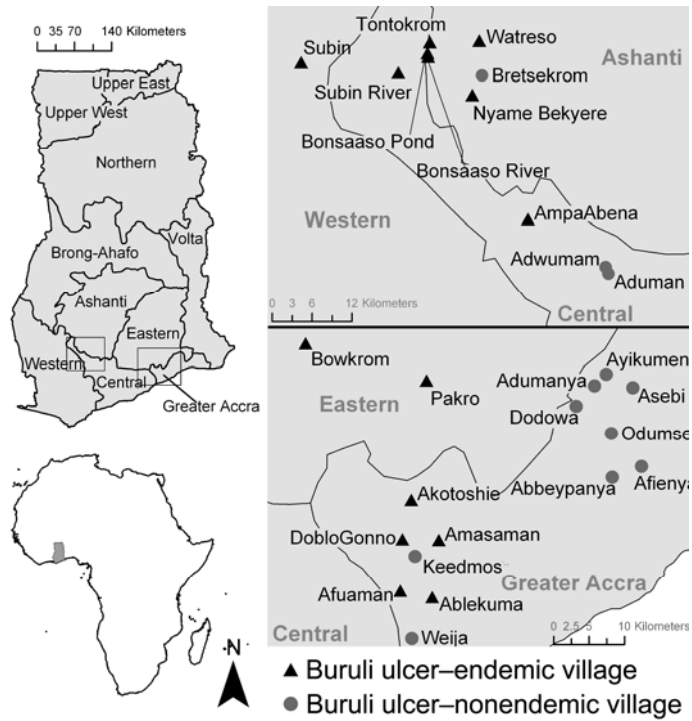 0 35 70 140 Kilometers
Upper East
Upper West
Northern
Volta
Brong-Ahafo
Ashanti
Eastern
Western
Central
Greater Accra
N
Tontokrom
Watreso
Subin
Ashanti
Bretsekrom
Subin River
Nyame Bekyere
Bonsaaso Pond
Bonsaaso River
Western
AmpaAbena
Adwumam
Aduman
0 3 6 12 Kilometers
Central
Bowkrom
Ayikumen
Adumanya
Asebi
Pakro
Eastern
Dodowa
Odumse
Abbeypanya
Afienya
Akotoshie
DobloGonno
Amasaman
Keedmos
Greater Accra
Afuaman
Ablekuma
0 2.5 5 10 Kilometers
Central
Weija
Buruli ulcer–endemic village
Buruli ulcer–nonendemic village